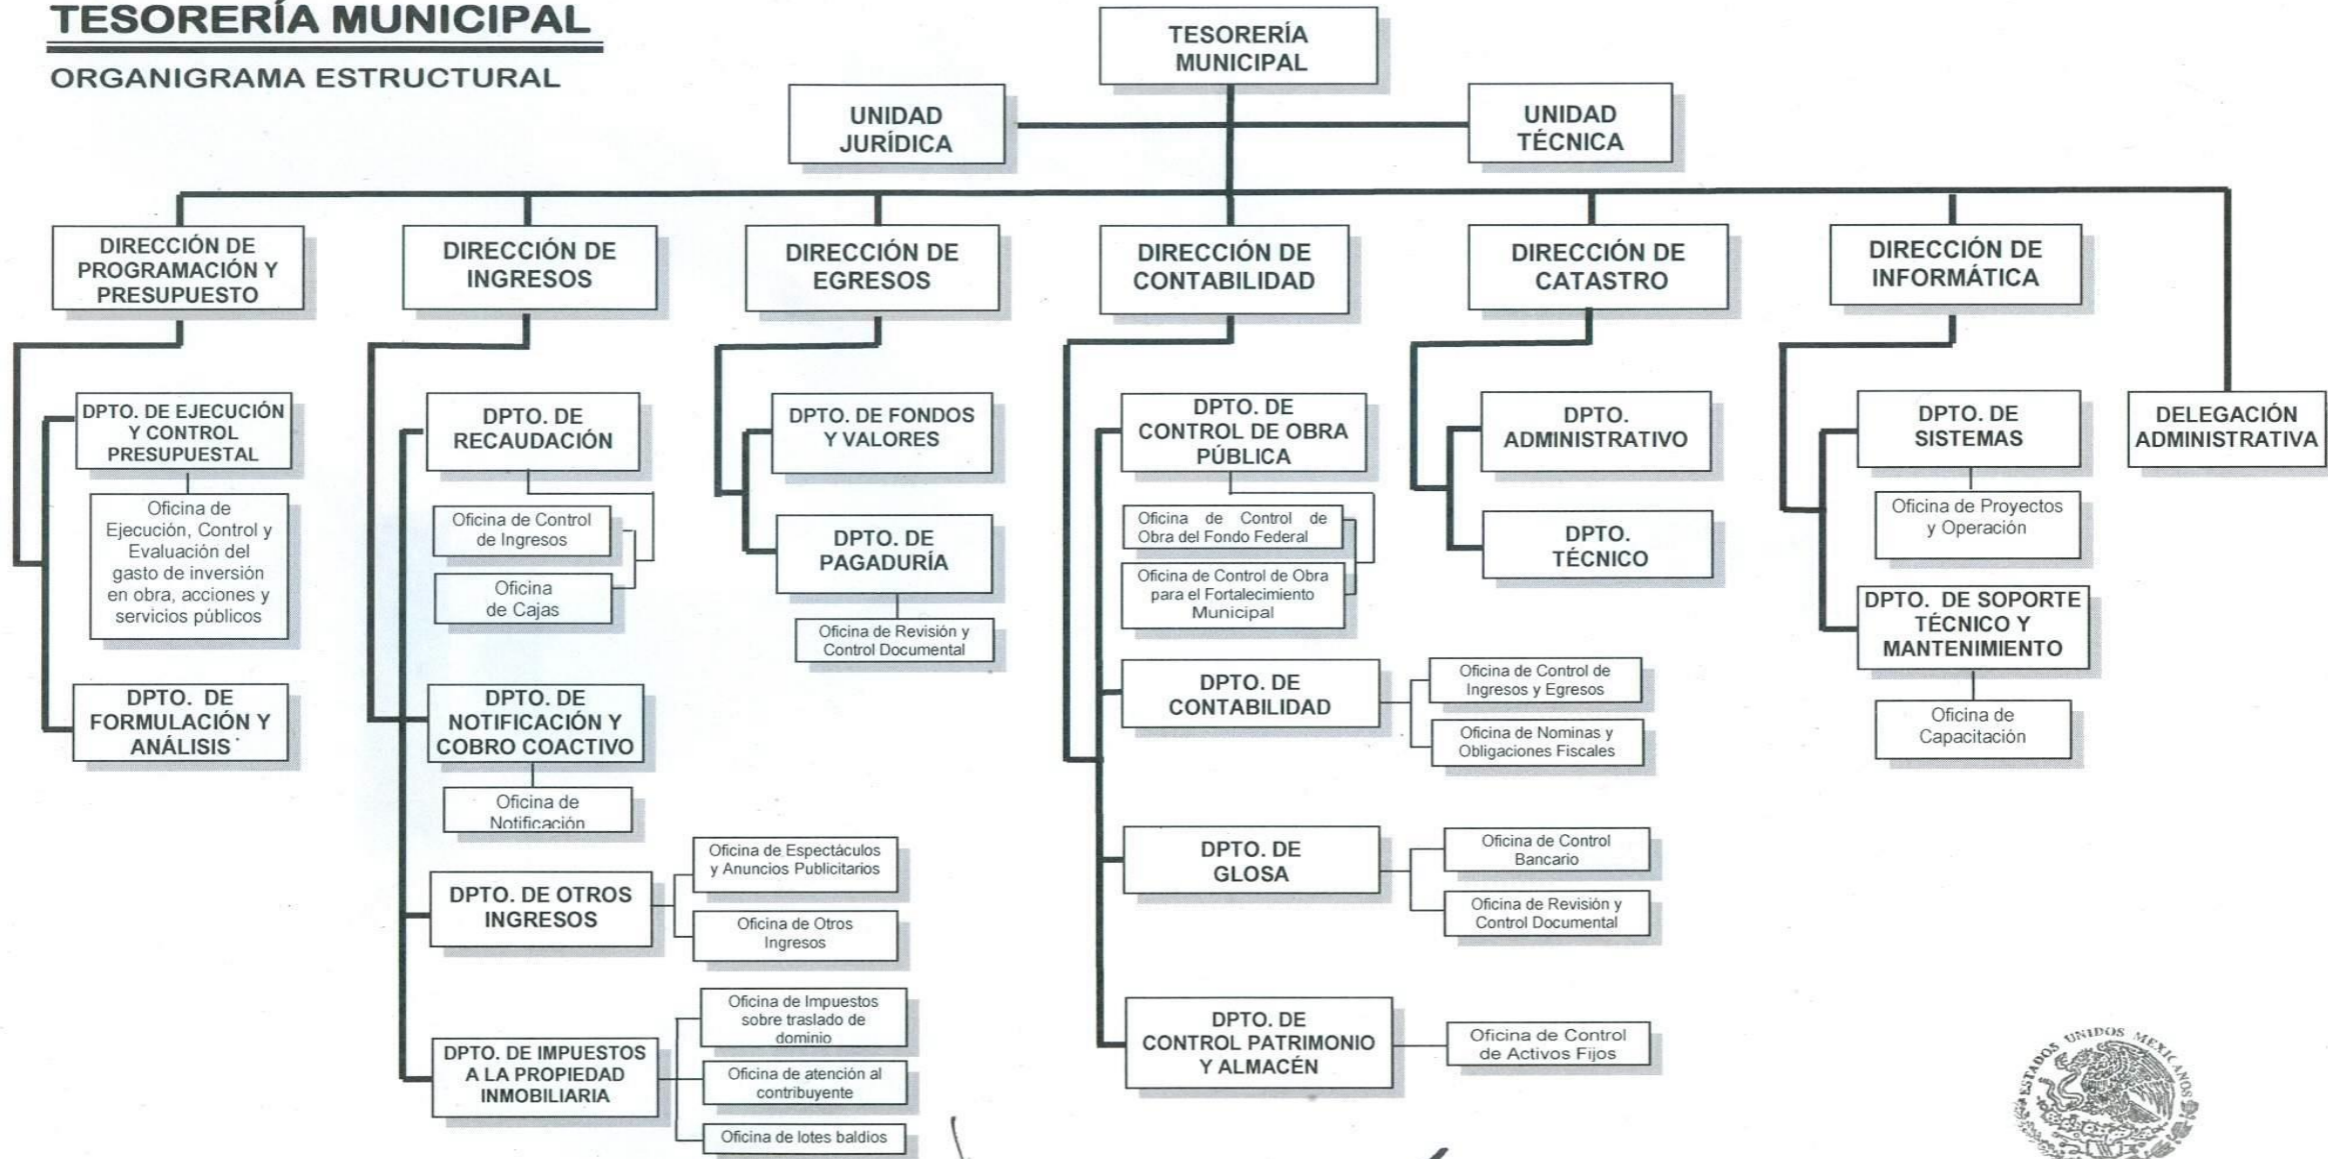 TESORERÍA MUNICIPAL
ORGANIGRAMA ESTRUCTURAL
TESORERÍA
MUNICIPAL
UNIDAD
JURÍDICA
UNIDAD
TÉCNICA
DIRECCIÓN DE
PROGRAMACIÓN Y
PRESUPUESTO
DIRECCIÓN DE
INGRESOS
DIRECCIÓN DE
EGRESOS
DIRECCIÓN DE
CONTABILIDAD
DIRECCIÓN DE
CATASTRO
DIRECCIÓN DE
INFORMÁTICA
DELEGACIÓN
ADMINISTRATIVA
DPTO. DE EJECUCIÓN
Y CONTROL
PRESUPUESTAL
Oficina de
Ejecución, Control y
Evaluación del
gasto de inversión
en obra, acciones y
servicios públicos
DPTO. DE
FORMULACIÓN Y
ANÁLISIS
DPTO. DE
RECAUDACIÓN
Oficina de Control
de Ingresos
Oficina
de Cajas
DPTO. DE
NOTIFICACIÓN Y
COBRO COACTIVO
Oficina de
Notificación
DPTO. DE OTROS
INGRESOS
Oficina de Espectáculos
y Anuncios Publicitarios
Oficina de Otros
Ingresos
DPTO. DE IMPUESTOS
A LA PROPIEDAD
INMOBILIARIA
Oficina de Impuestos
sobre traslado de
dominio
Oficina de atención al
contribuyente
Oficina de lotes baldios
DPTO. DE FONDOS
Y VALORES
DPTO. DE
PAGADURÍA
Oficina de Revisión y
Control Documental
DPTO. DE
CONTROL DE OBRA
PÚBLICA
Oficina de Control de
Obra del Fondo Federal
Oficina de Control de Obra
para el Fortalecimiento
Municipal
DPTO. DE
CONTABILIDAD
Oficina de Control de
Ingresos y Egresos
Oficina de Nominas y
Obligaciones Fiscales
DPTO. DE
GLOSA
Oficina de Control
Bancario
Oficina de Revisión y
Control Documental
DPTO. DE
CONTROL PATRIMONIO
Y ALMACÉN
Oficina de Control
de Activos Fijos
DPTO.
ADMINISTRATIVO
DPTO.
TÉCNICO
DPTO. DE
SISTEMAS
Oficina de Proyectos
y Operación
DPTO. DE SOPORTE
TÉCNICO Y
MANTENIMIENTO
Oficina de
Capacitación
ESTADOS UNIDOS MEXICANOS